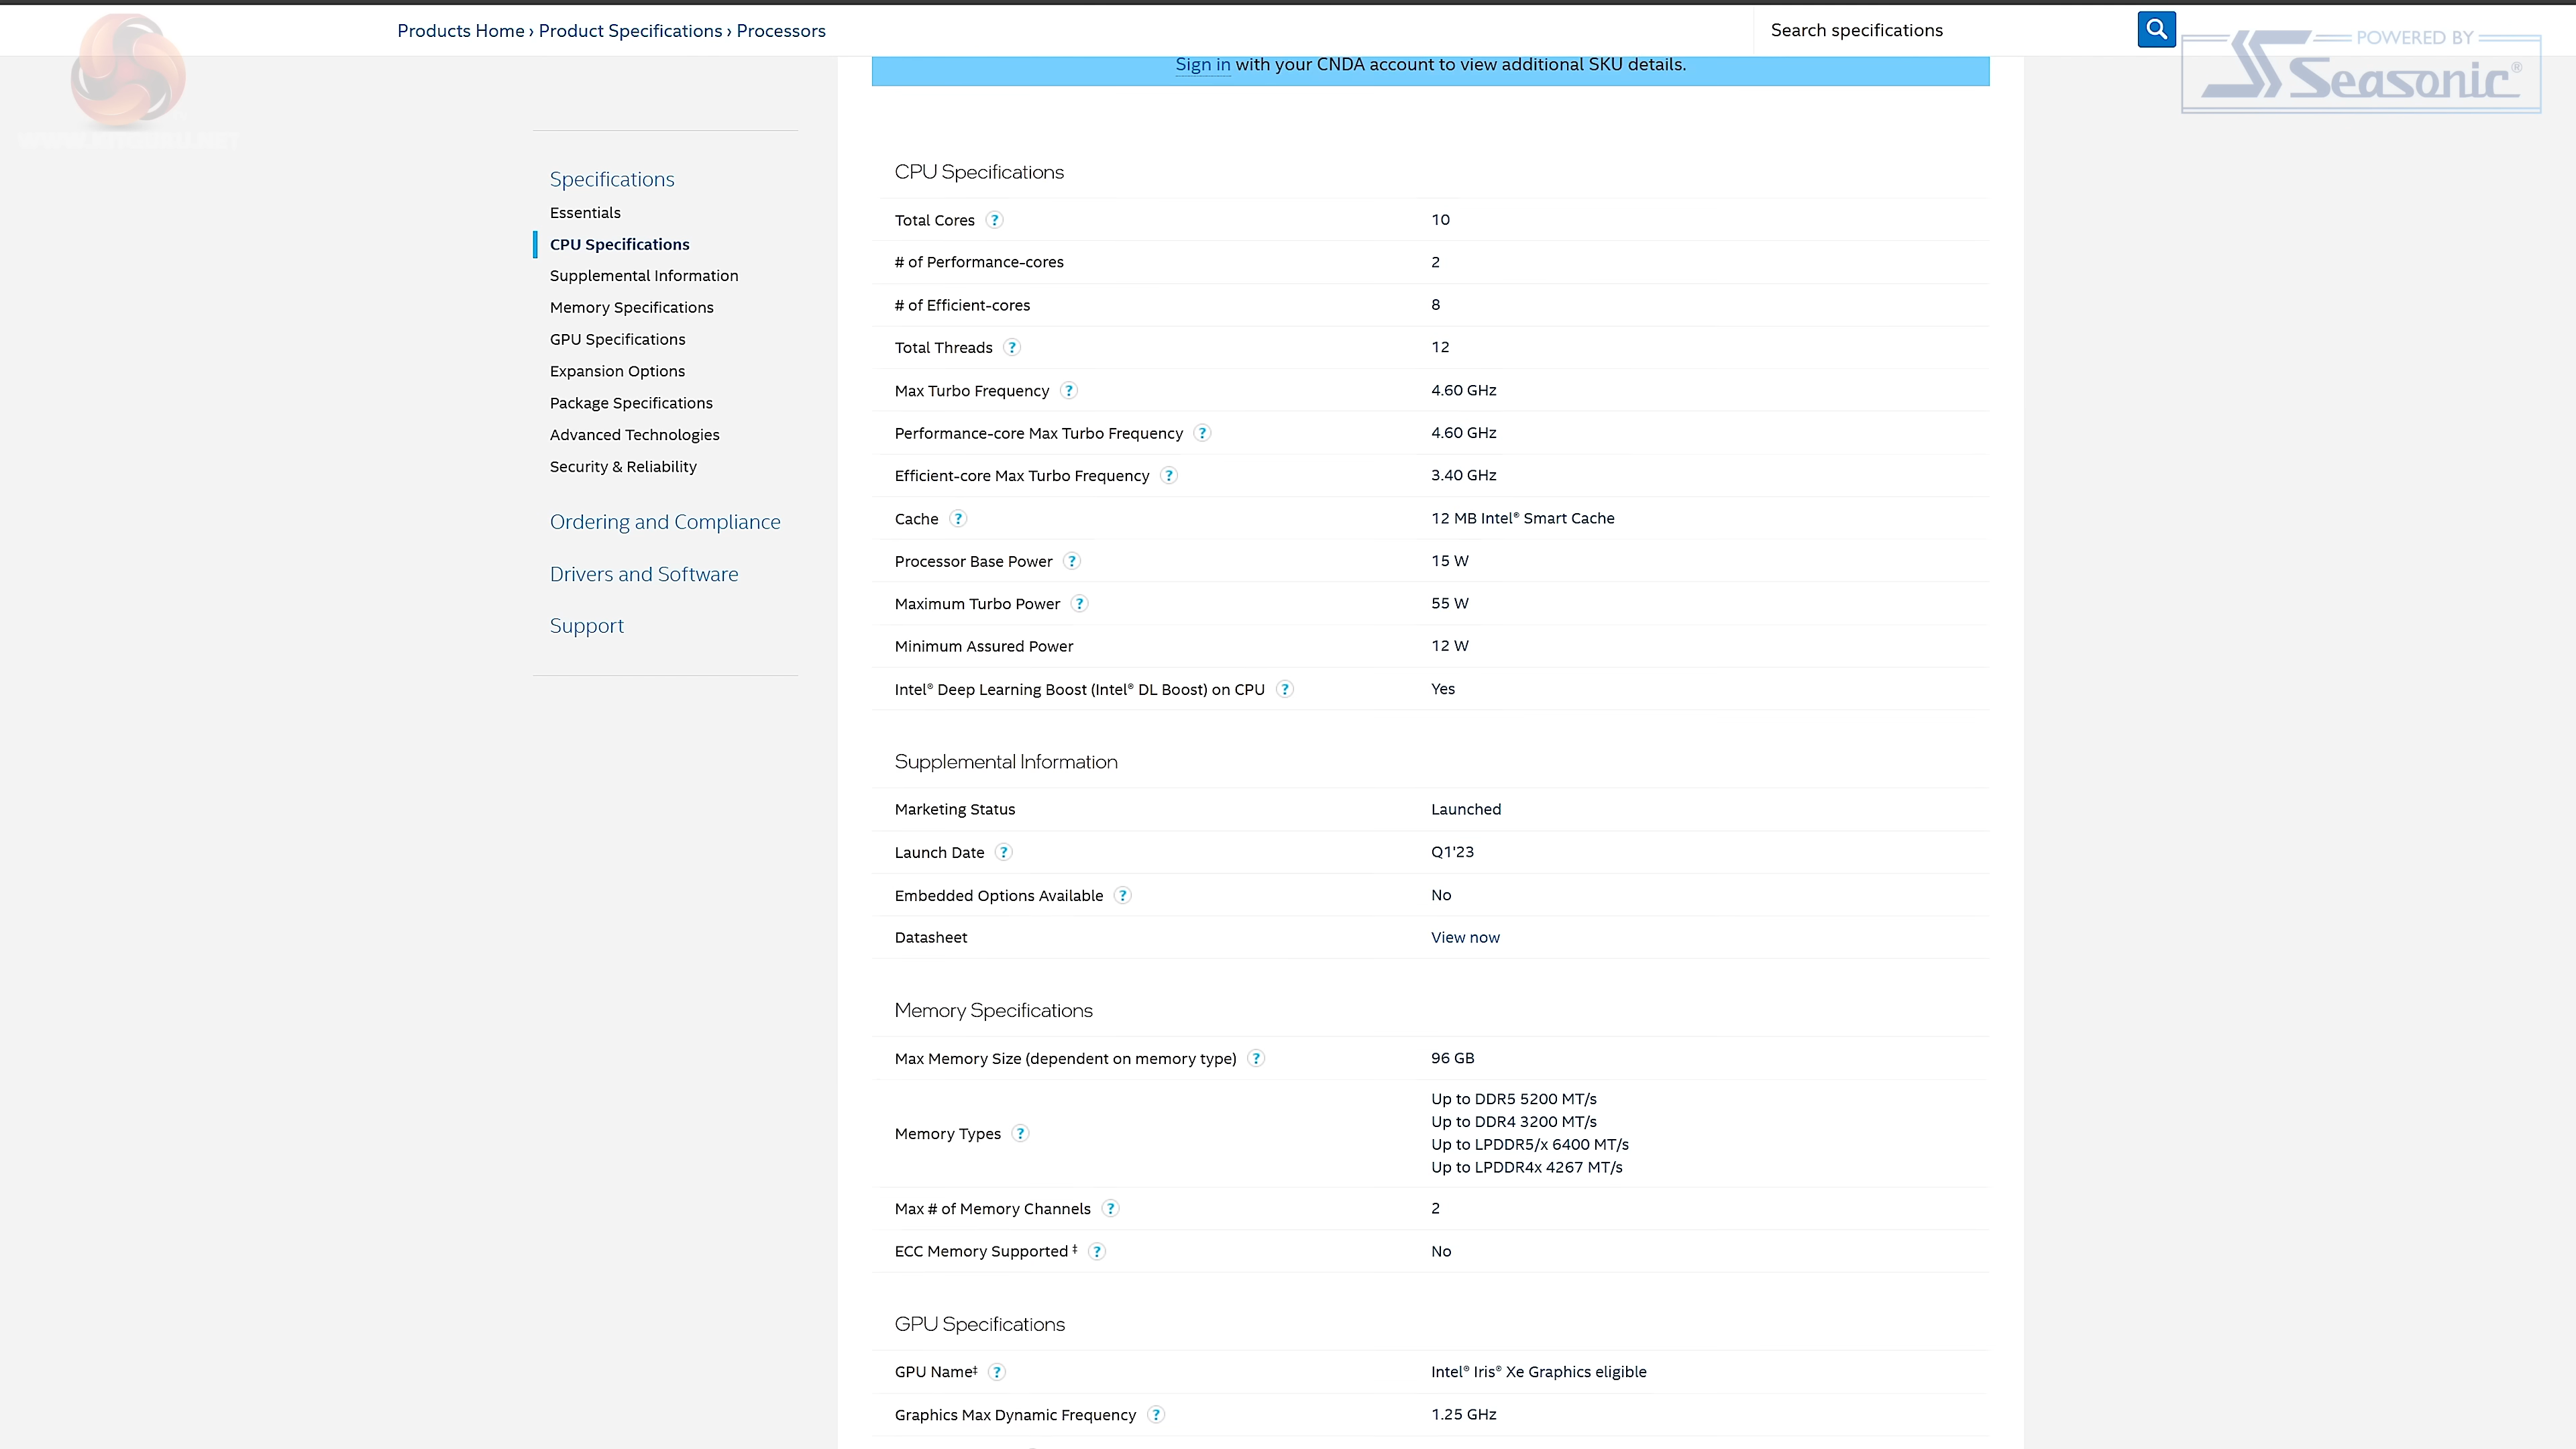 Products Home › Product Specifications › Processors
Search specifications
POWERED BY
Seasonic®
Sign in with your CNDA account to view additional SKU details.
Specifications
Essentials
CPU Specifications
Supplemental Information
Memory Specifications
GPU Specifications
Expansion Options
Package Specifications
Advanced Technologies
Security & Reliability
Ordering and Compliance
Drivers and Software
Support
CPU Specifications
Total Cores ? 10
# of Performance-cores 2
# of Efficient-cores 8
Total Threads ? 12
Max Turbo Frequency ? 4.60 GHz
Performance-core Max Turbo Frequency ? 4.60 GHz
Efficient-core Max Turbo Frequency ? 3.40 GHz
Cache ? 12 MB Intel® Smart Cache
Processor Base Power ? 15 W
Maximum Turbo Power ? 55 W
Minimum Assured Power 12 W
Intel® Deep Learning Boost (Intel® DL Boost) on CPU ? Yes
Supplemental Information
Marketing Status Launched
Launch Date ? Q1'23
Embedded Options Available ? No
Datasheet View now
Memory Specifications
Max Memory Size (dependent on memory type) ? 96 GB
Memory Types ? Up to DDR5 5200 MT/s
Up to DDR4 3200 MT/s
Up to LPDDR5/x 6400 MT/s
Up to LPDDR4x 4267 MT/s
Max # of Memory Channels ? 2
ECC Memory Supported ‡ ? No
GPU Specifications
GPU Name‡ ? Intel® Iris® Xe Graphics eligible
Graphics Max Dynamic Frequency ? 1.25 GHz